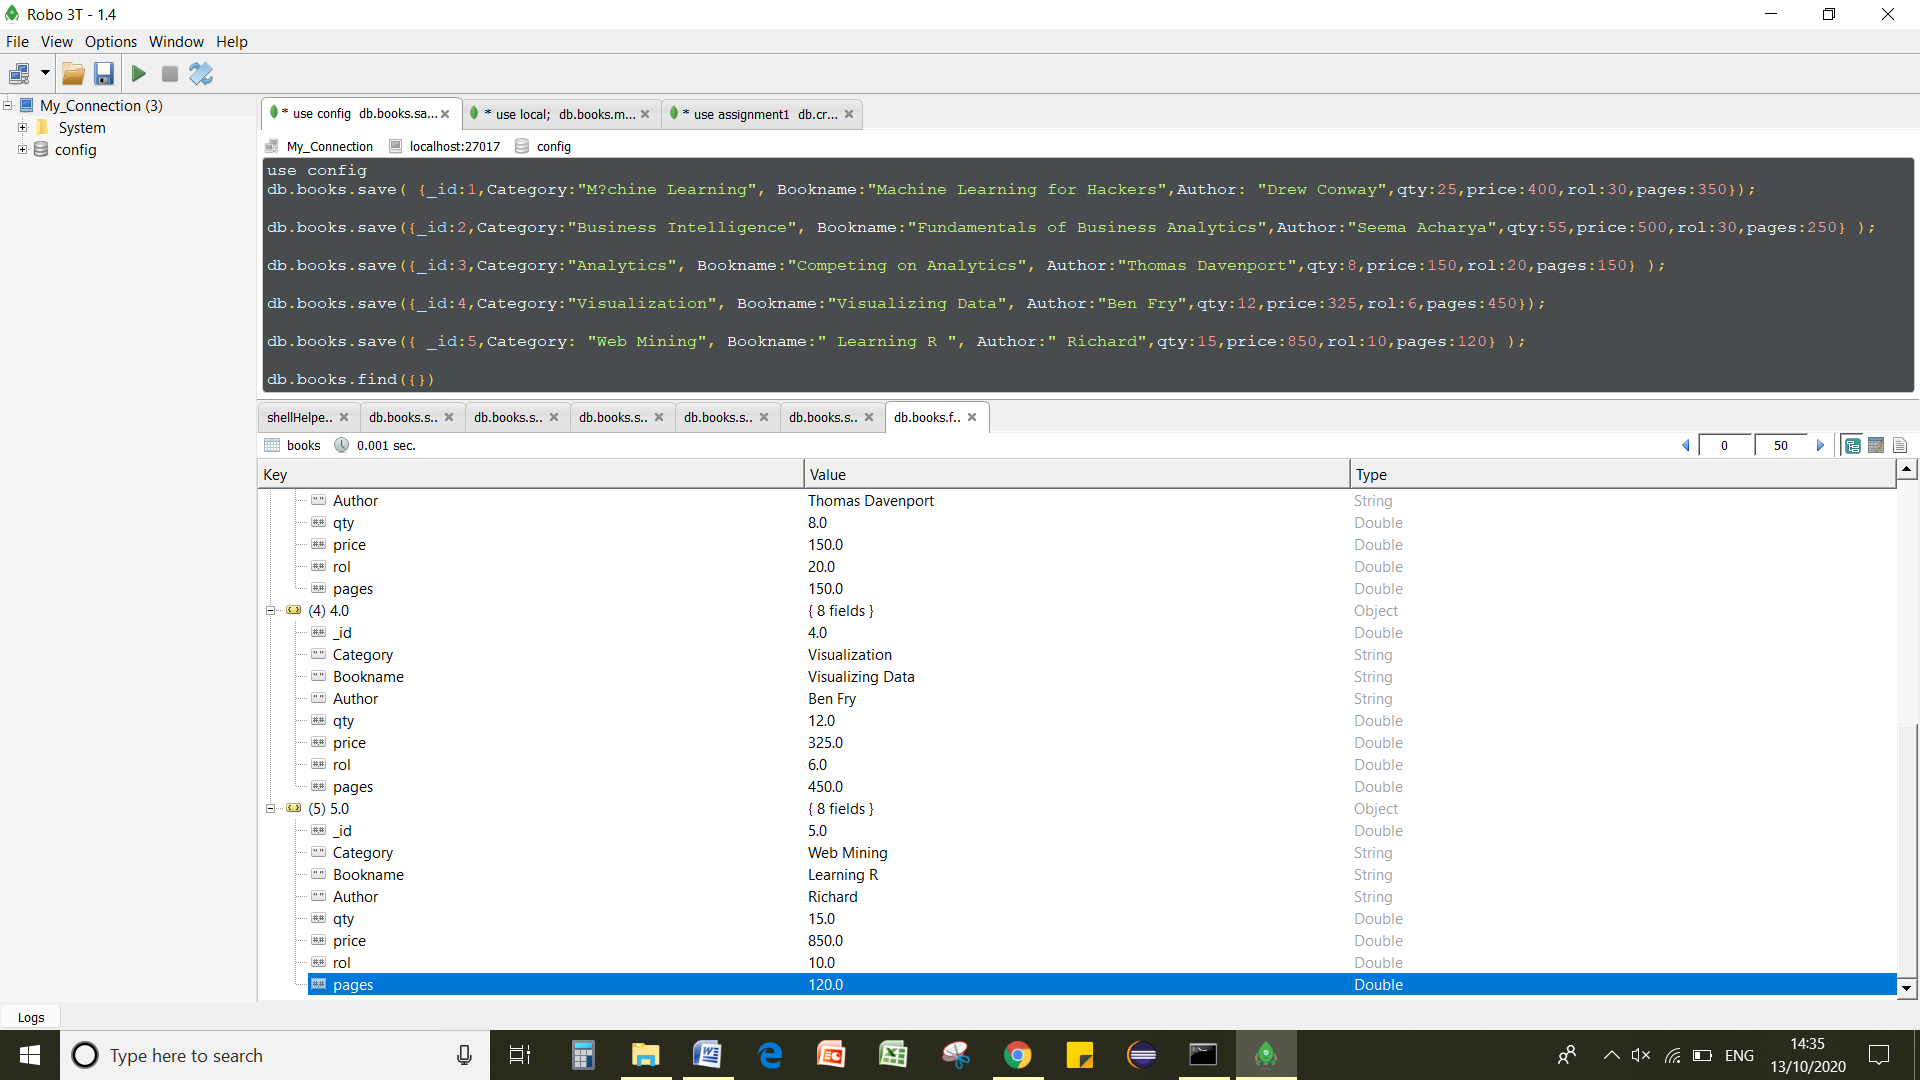 Robo 3T - 1.4
File View Options Window Help
My_Connection (3)
System
config
* use config db.books.sa...
* use local; db.books.m...
* use assignment1 db.cr...
My_Connection localhost:27017 config
use config
db.books.save( {_id:1,Category:"M?chine Learning", Bookname:"Machine Learning for Hackers",Author: "Drew Conway",qty:25,price:400,rol:30,pages:350});
db.books.save({_id:2,Category:"Business Intelligence", Bookname:"Fundamentals of Business Analytics",Author:"Seema Acharya",qty:55,price:500,rol:30,pages:250} );
db.books.save({_id:3,Category:"Analytics", Bookname:"Competing on Analytics", Author:"Thomas Davenport",qty:8,price:150,rol:20,pages:150} );
db.books.save({_id:4,Category:"Visualization", Bookname:"Visualizing Data", Author:"Ben Fry",qty:12,price:325,rol:6,pages:450});
db.books.save({ _id:5,Category: "Web Mining", Bookname:" Learning R ", Author:" Richard",qty:15,price:850,rol:10,pages:120} );
db.books.find({})
shellHelpe.. db.books.s.. db.books.s.. db.books.s.. db.books.s.. db.books.s.. db.books.f..
books 0.001 sec. 0 50
Key Value Type
Author Thomas Davenport String
qty 8.0 Double
price 150.0 Double
rol 20.0 Double
pages 150.0 Double
(4) 4.0 { 8 fields } Object
_id 4.0 Double
Category Visualization String
Bookname Visualizing Data String
Author Ben Fry String
qty 12.0 Double
price 325.0 Double
rol 6.0 Double
pages 450.0 Double
(5) 5.0 { 8 fields } Object
_id 5.0 Double
Category Web Mining String
Bookname Learning R String
Author Richard String
qty 15.0 Double
price 850.0 Double
rol 10.0 Double
pages 120.0 Double
Logs
Type here to search
ENG
14:35
13/10/2020